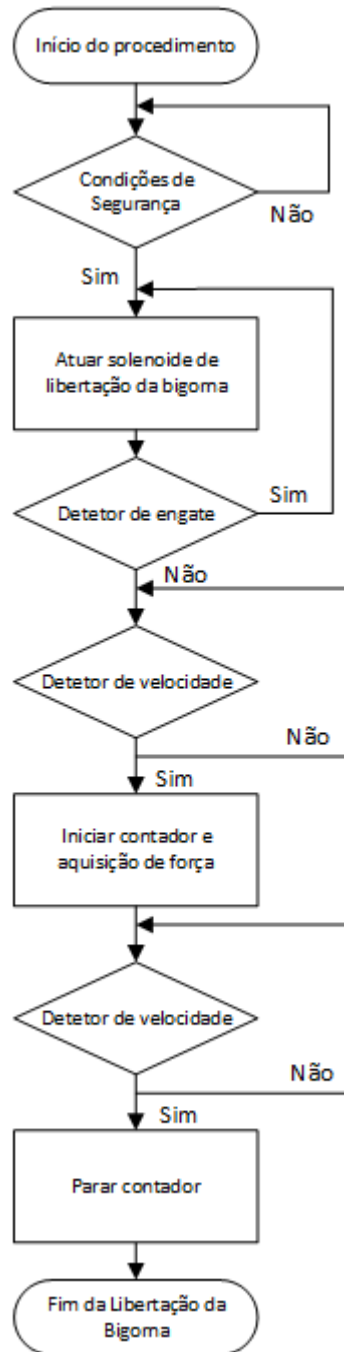 Início do procedimento
Condições de
Segurança
Não
Sim
Atuar solenoide de
libertação da bigorna
Detetor de engate
Sim
Não
Detetor de velocidade
Não
Sim
Iniciar contador e
aquisição de força
Detetor de velocidade
Não
Sim
Parar contador
Fim da Libertação da
Bigorna